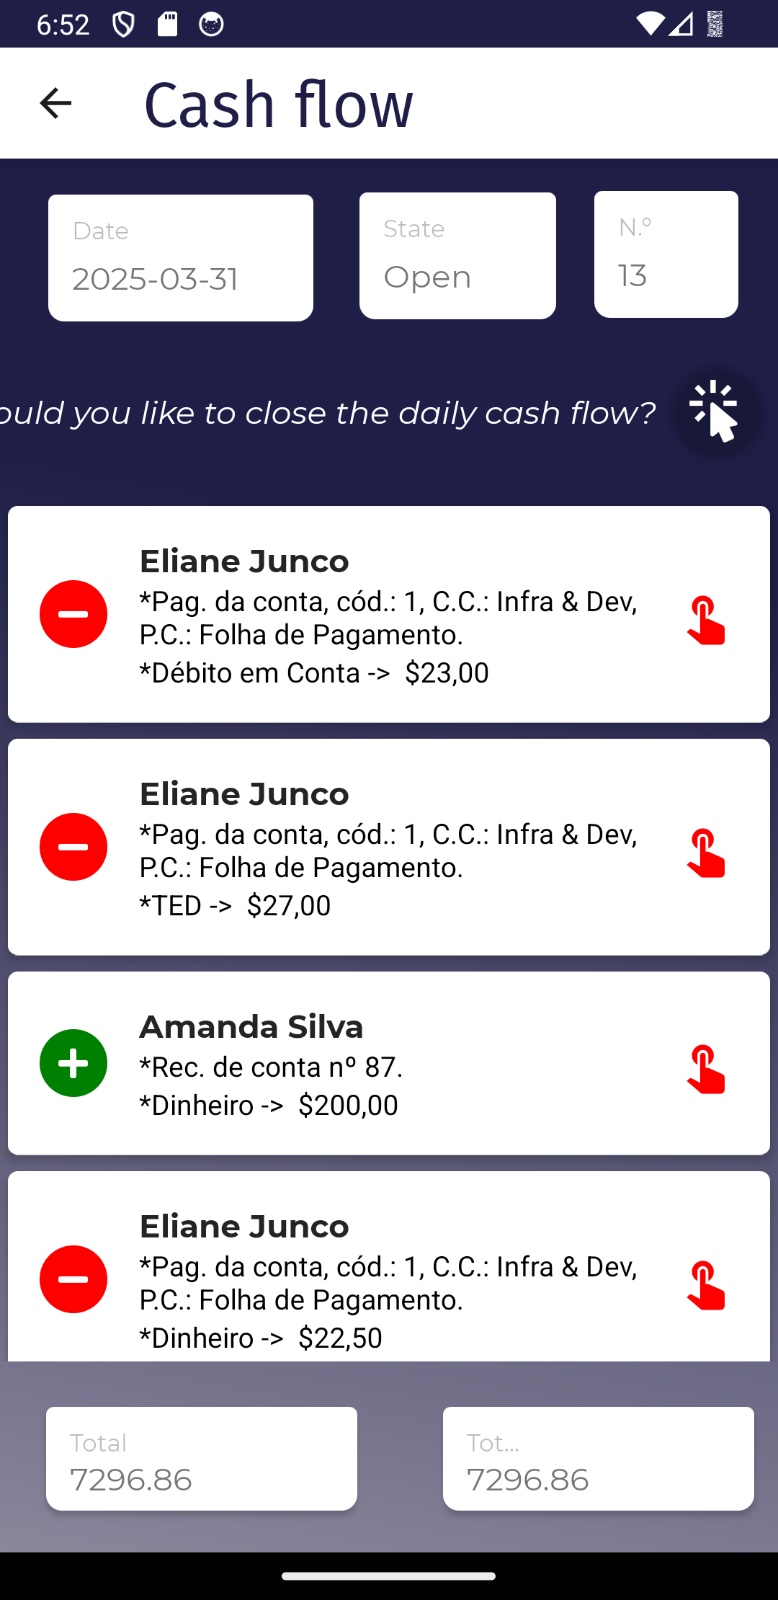 6:52
Cash flow
Date
2025-03-31
State
Open
N.º
13
ould you like to close the daily cash flow?
Eliane Junco
*Pag. da conta, cód.: 1, C.C.: Infra & Dev,
P.C.: Folha de Pagamento.
*Débito em Conta -> $23,00
Eliane Junco
*Pag. da conta, cód.: 1, C.C.: Infra & Dev,
P.C.: Folha de Pagamento.
*TED -> $27,00
Amanda Silva
*Rec. de conta nº 87.
*Dinheiro -> $200,00
Eliane Junco
*Pag. da conta, cód.: 1, C.C.: Infra & Dev,
P.C.: Folha de Pagamento.
*Dinheiro -> $22,50
Total
7296.86
Tot...
7296.86